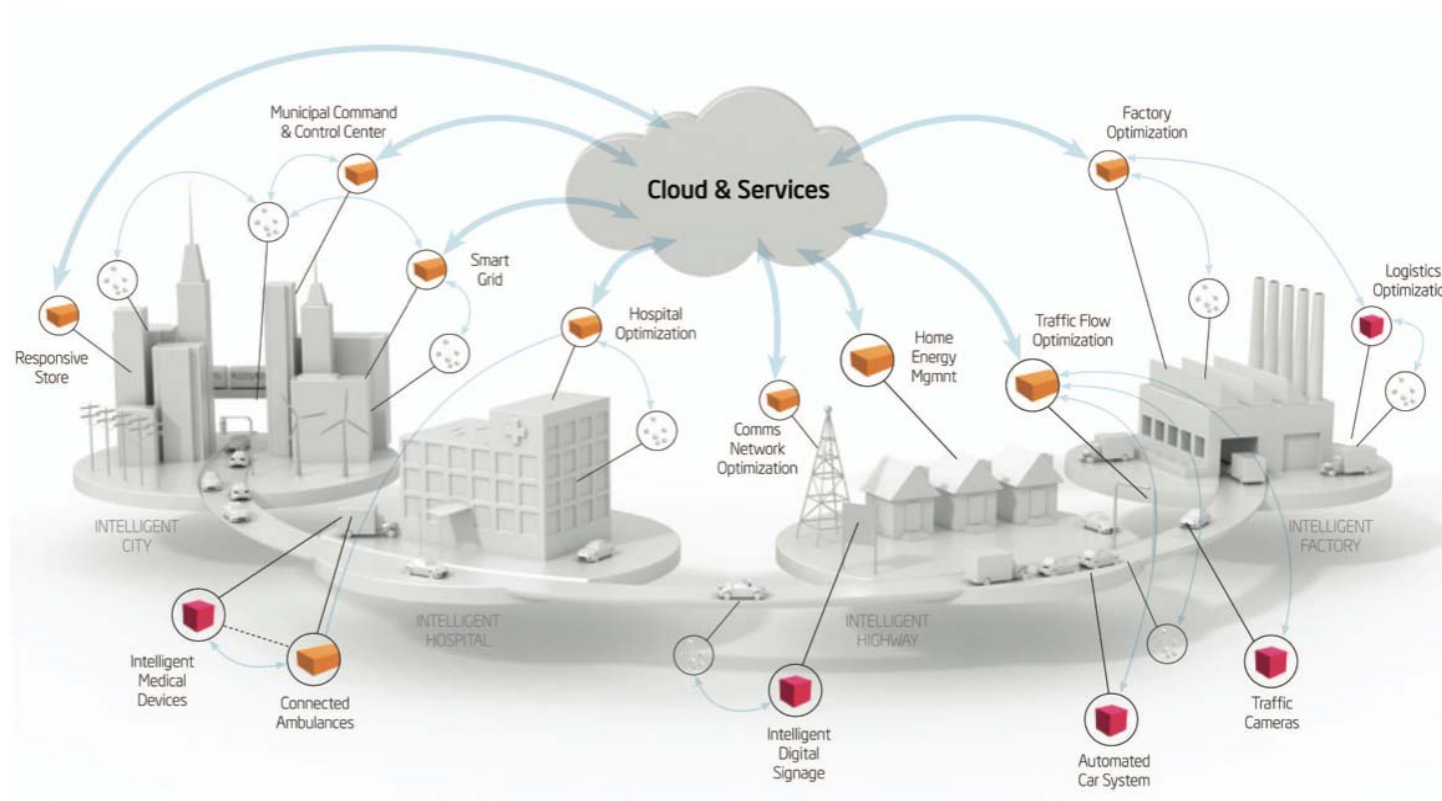 Municipal Command
& Control Center
Factory
Optimization
Cloud & Services
Smart
Grid
Logistics
Optimization
Hospital
Optimization
Traffic Flow
Optimization
Home
Energy
Mgmnt
Responsive
Store
Comms
Network
Optimization
INTELLIGENT
CITY
INTELLIGENT
FACTORY
INTELLIGENT
HOSPITAL
INTELLIGENT
HIGHWAY
Intelligent
Medical
Devices
Connected
Ambulances
Intelligent
Digital
Signage
Traffic
Cameras
Automated
Car System